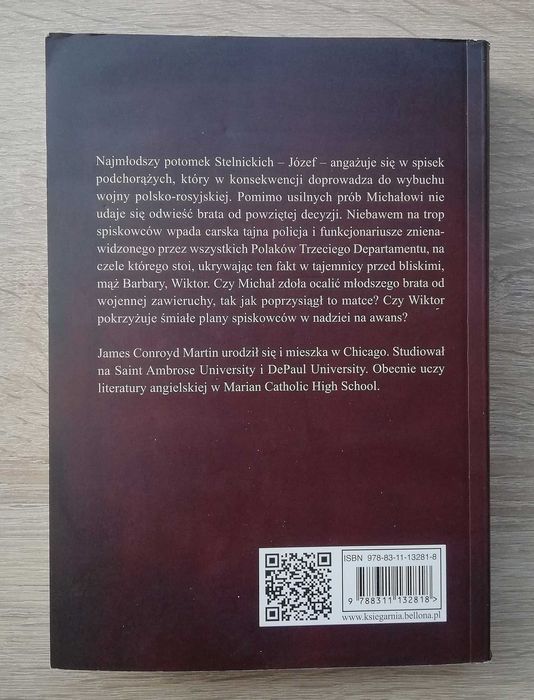 Najmłodszy potomek Stelnickich – Józef – angażuje się w spisek
podchorążych, który w konsekwencji doprowadza do wybuchu
wojny polsko-rosyjskiej. Pomimo usilnych prób Michałowi nie
udaje się odwieść brata od powziętej decyzji. Niebawem na trop
spiskowców wpada carska tajna policja i funkcjonariusze zniena-
widzonego przez wszystkich Polaków Trzeciego Departamentu, na
czele którego stoi, ukrywając ten fakt w tajemnicy przed bliskimi,
mąż Barbary, Wiktor. Czy Michał zdoła ocalić młodszego brata od
wojennej zawieruchy, tak jak poprzysiągł to matce? Czy Wiktor
pokrzyżuje śmiałe plany spiskowców w nadziei na awans?
James Conroyd Martin urodził się i mieszka w Chicago. Studiował
na Saint Ambrose University i DePaul University. Obecnie uczy
literatury angielskiej w Marian Catholic High School.
ISBN 978-83-11-13281-8
9 788311 132818 >
www.ksiegarnia.bellona.pl